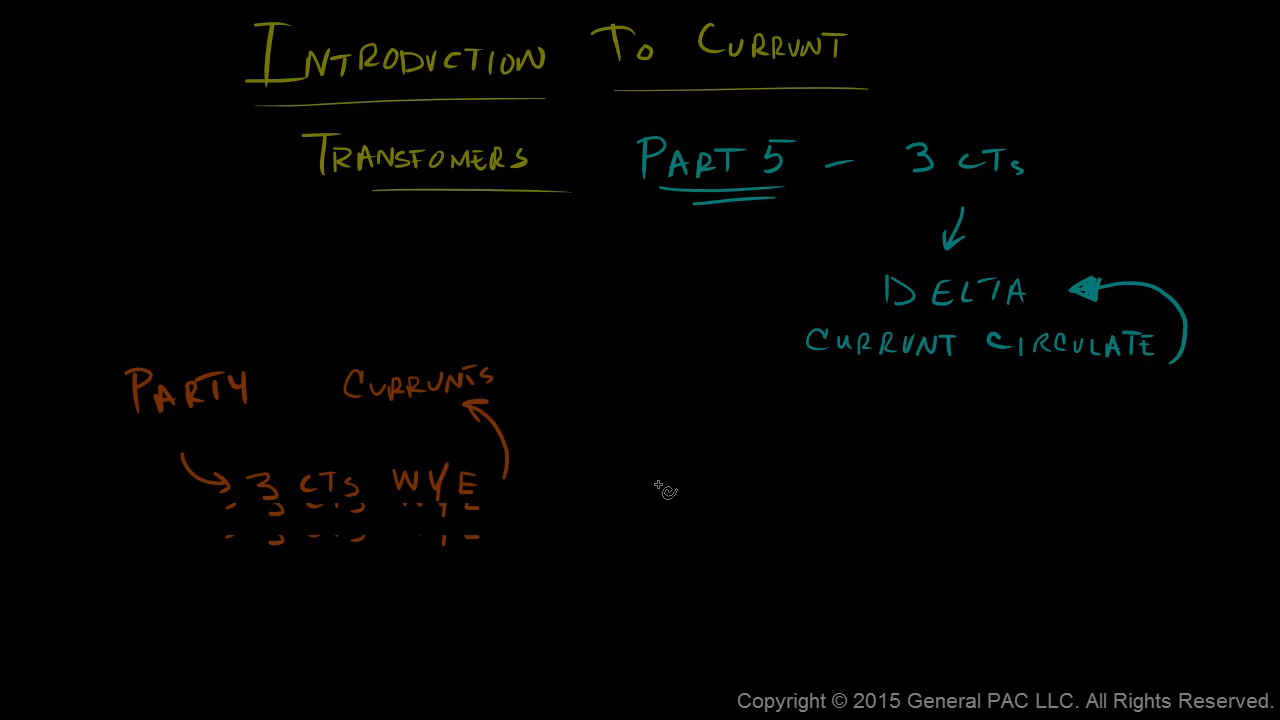 INTRODUCTION TO CURRUNT
TRANSFOMERS PART 5 - 3 CTs
DELTA
CURRUNT CIRCULATE
PART4 CURRUNTS
3 CTs WYE
Copyright © 2015 General PAC LLC. All Rights Reserved.